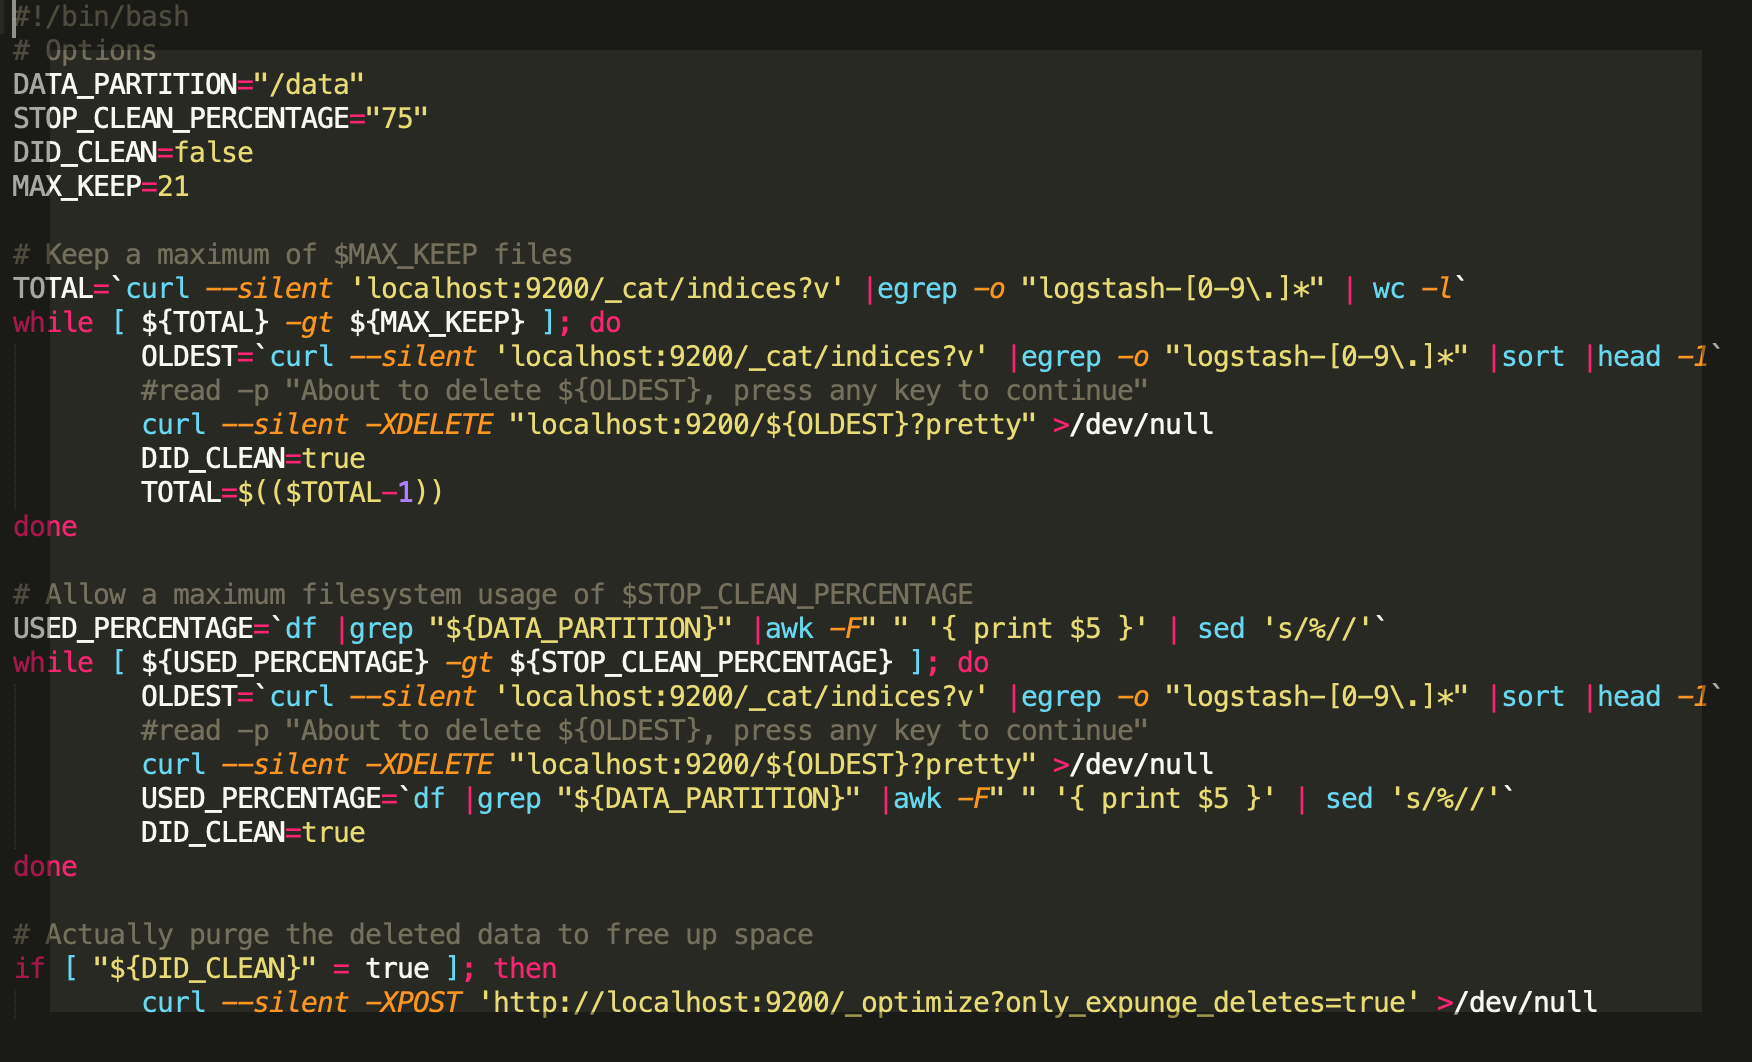 #!/bin/bash
# Options
DATA_PARTITION="/data"
STOP_CLEAN_PERCENTAGE="75"
DID_CLEAN=false
MAX_KEEP=21

# Keep a maximum of $MAX_KEEP files
TOTAL=`curl --silent 'localhost:9200/_cat/indices?v' |egrep -o "logstash-[0-9\.]*" | wc -l`
while [ ${TOTAL} -gt ${MAX_KEEP} ]; do
        OLDEST=`curl --silent 'localhost:9200/_cat/indices?v' |egrep -o "logstash-[0-9\.]*" |sort |head -1`
        #read -p "About to delete ${OLDEST}, press any key to continue"
        curl --silent -XDELETE "localhost:9200/${OLDEST}?pretty" >/dev/null
        DID_CLEAN=true
        TOTAL=$(($TOTAL-1))
done

# Allow a maximum filesystem usage of $STOP_CLEAN_PERCENTAGE
USED_PERCENTAGE=`df |grep "${DATA_PARTITION}" |awk -F" " '{ print $5 }' | sed 's/%//'`
while [ ${USED_PERCENTAGE} -gt ${STOP_CLEAN_PERCENTAGE} ]; do
        OLDEST=`curl --silent 'localhost:9200/_cat/indices?v' |egrep -o "logstash-[0-9\.]*" |sort |head -1`
        #read -p "About to delete ${OLDEST}, press any key to continue"
        curl --silent -XDELETE "localhost:9200/${OLDEST}?pretty" >/dev/null
        USED_PERCENTAGE=`df |grep "${DATA_PARTITION}" |awk -F" " '{ print $5 }' | sed 's/%//'`
        DID_CLEAN=true
done

# Actually purge the deleted data to free up space
if [ "${DID_CLEAN}" = true ]; then
        curl --silent -XPOST 'http://localhost:9200/_optimize?only_expunge_deletes=true' >/dev/null